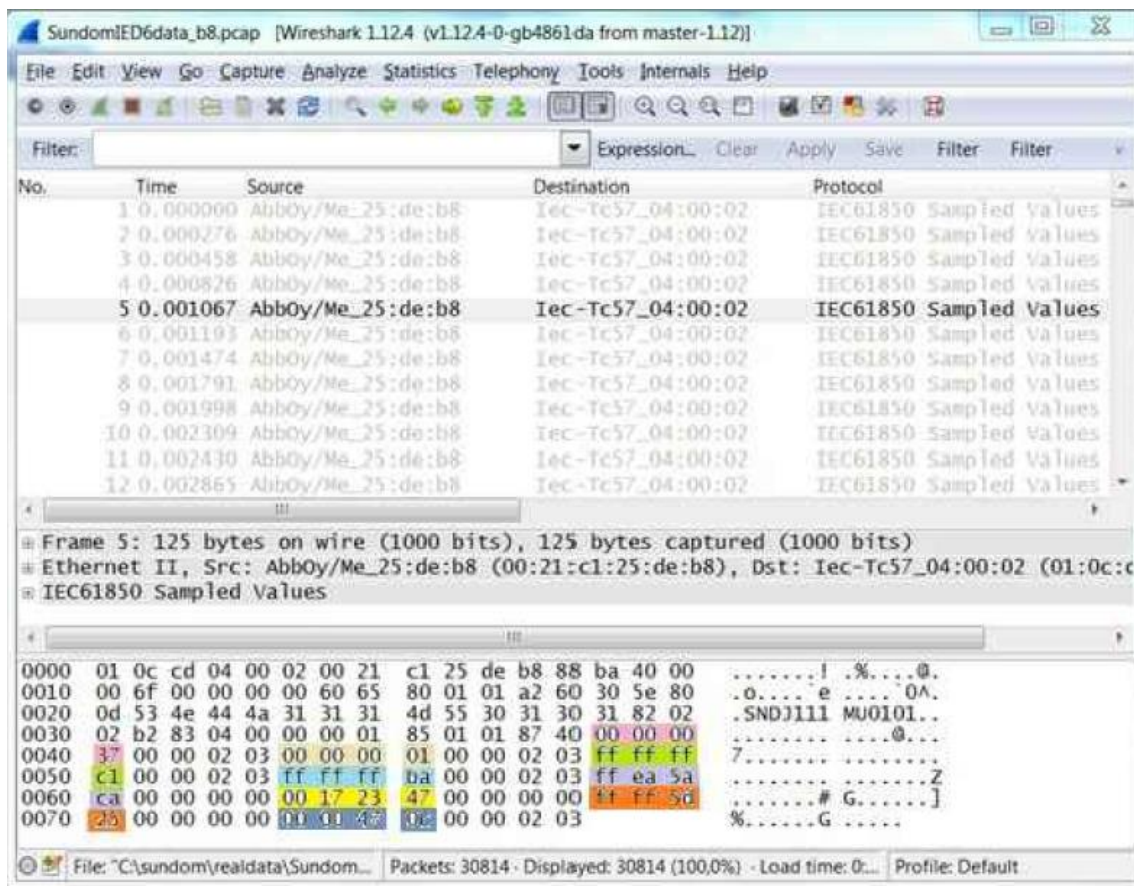 SundomIED6data_b8.pcap [Wireshark 1.12.4 (v1.12.4-0-gb4861da from master-1.12)]
File Edit View Go Capture Analyze Statistics Telephony Tools Internals Help
Filter: Expression... Clear Apply Save Filter Filter
No. Time Source Destination Protocol
1 0.000000 AbbOy/Me_25:de:b8 Iec-Tc57_04:00:02 IEC61850 Sampled Values
2 0.000276 AbbOy/Me_25:de:b8 Iec-Tc57_04:00:02 IEC61850 Sampled Values
3 0.000458 AbbOy/Me_25:de:b8 Iec-Tc57_04:00:02 IEC61850 Sampled Values
4 0.000826 AbbOy/Me_25:de:b8 Iec-Tc57_04:00:02 IEC61850 Sampled Values
5 0.001067 AbbOy/Me_25:de:b8 Iec-Tc57_04:00:02 IEC61850 Sampled Values
6 0.001193 AbbOy/Me_25:de:b8 Iec-Tc57_04:00:02 IEC61850 Sampled Values
7 0.001474 AbbOy/Me_25:de:b8 Iec-Tc57_04:00:02 IEC61850 Sampled Values
8 0.001791 AbbOy/Me_25:de:b8 Iec-Tc57_04:00:02 IEC61850 Sampled Values
9 0.001998 AbbOy/Me_25:de:b8 Iec-Tc57_04:00:02 IEC61850 Sampled Values
10 0.002309 AbbOy/Me_25:de:b8 Iec-Tc57_04:00:02 IEC61850 Sampled Values
11 0.002430 AbbOy/Me_25:de:b8 Iec-Tc57_04:00:02 IEC61850 Sampled Values
12 0.002865 AbbOy/Me_25:de:b8 Iec-Tc57_04:00:02 IEC61850 Sampled Values
Frame 5: 125 bytes on wire (1000 bits), 125 bytes captured (1000 bits)
Ethernet II, Src: AbbOy/Me_25:de:b8 (00:21:c1:25:de:b8), Dst: Iec-Tc57_04:00:02 (01:0c:c
IEC61850 Sampled Values
0000 01 0c cd 04 00 02 00 21 c1 25 de b8 88 ba 40 00 .......! .%....@.
0010 00 6f 00 00 00 00 60 65 80 01 01 a2 60 30 5e 80 .o....`e ....`0^.
0020 0d 53 4e 44 4a 31 31 31 4d 55 30 31 30 31 82 02 .SNDJ111 MU0101..
0030 02 b2 83 04 00 00 00 01 85 01 01 87 40 00 00 00 ........ ....@...
0040 37 00 00 02 03 00 00 00 01 00 00 02 03 ff ff ff 7....... ........
0050 c1 00 00 02 03 ff ff ff ba 00 00 02 03 ff ea 5a ........ .......Z
0060 ca 00 00 00 00 00 17 23 47 00 00 00 00 ff ff 5d .......# G......]
0070 25 00 00 00 00 00 47 0c 00 00 02 03 %......G .....
File: "C:\sundom\realdata\Sundom... Packets: 30814 · Displayed: 30814 (100,0%) · Load time: 0:... Profile: Default